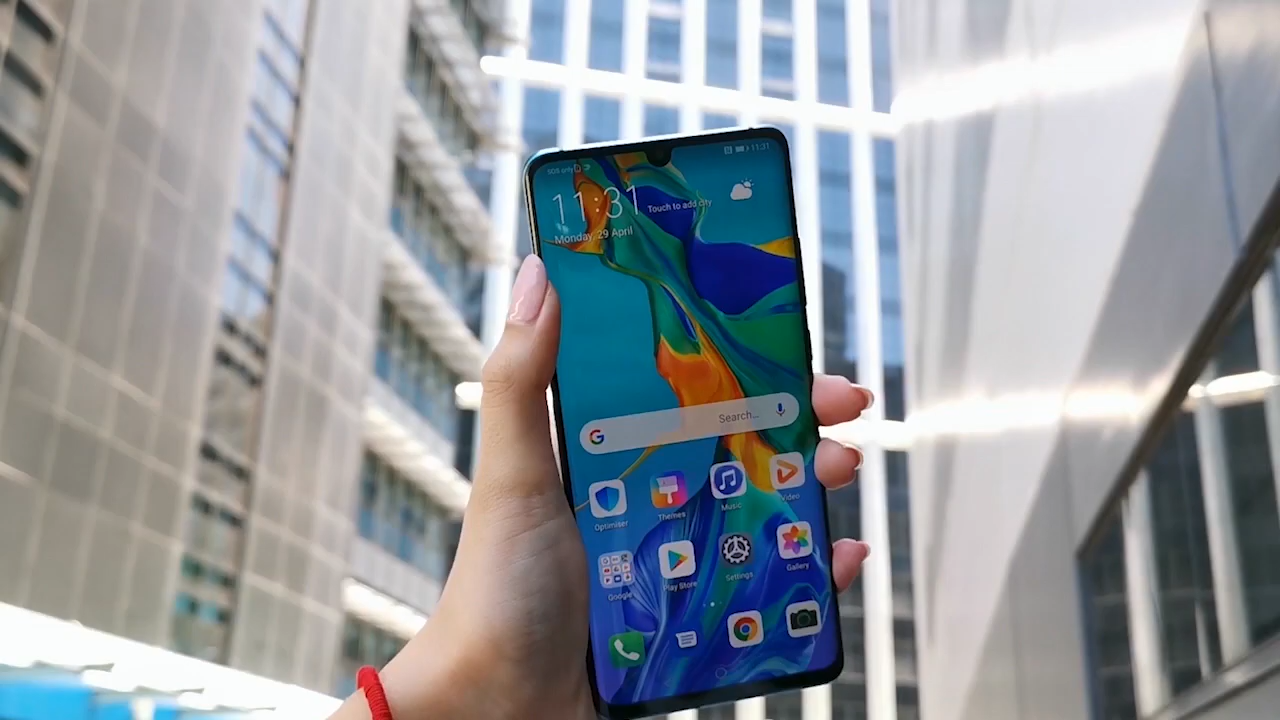 SOS only
11:31
11:31
Touch to add city
Monday, 29 April
G
Search...
Optimiser
Themes
Music
Video
Google
Play Store
Settings
Gallery